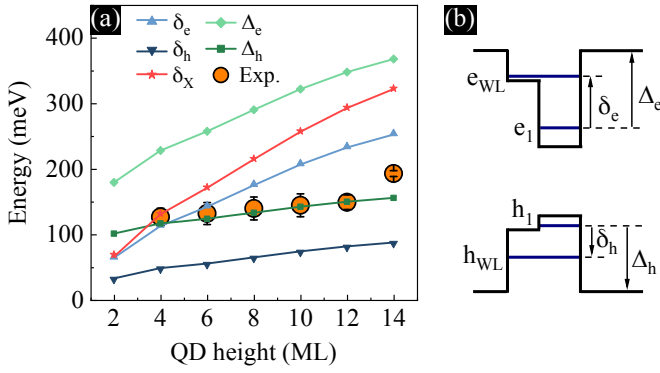 (a)
δe
Δe
δh
Δh
δX
Exp.
400
300
200
100
0
Energy (meV)
2 4 6 8 10 12 14
QD height (ML)
(b)
eWL
e1
δe
Δe
h1
hWL
δh
Δh